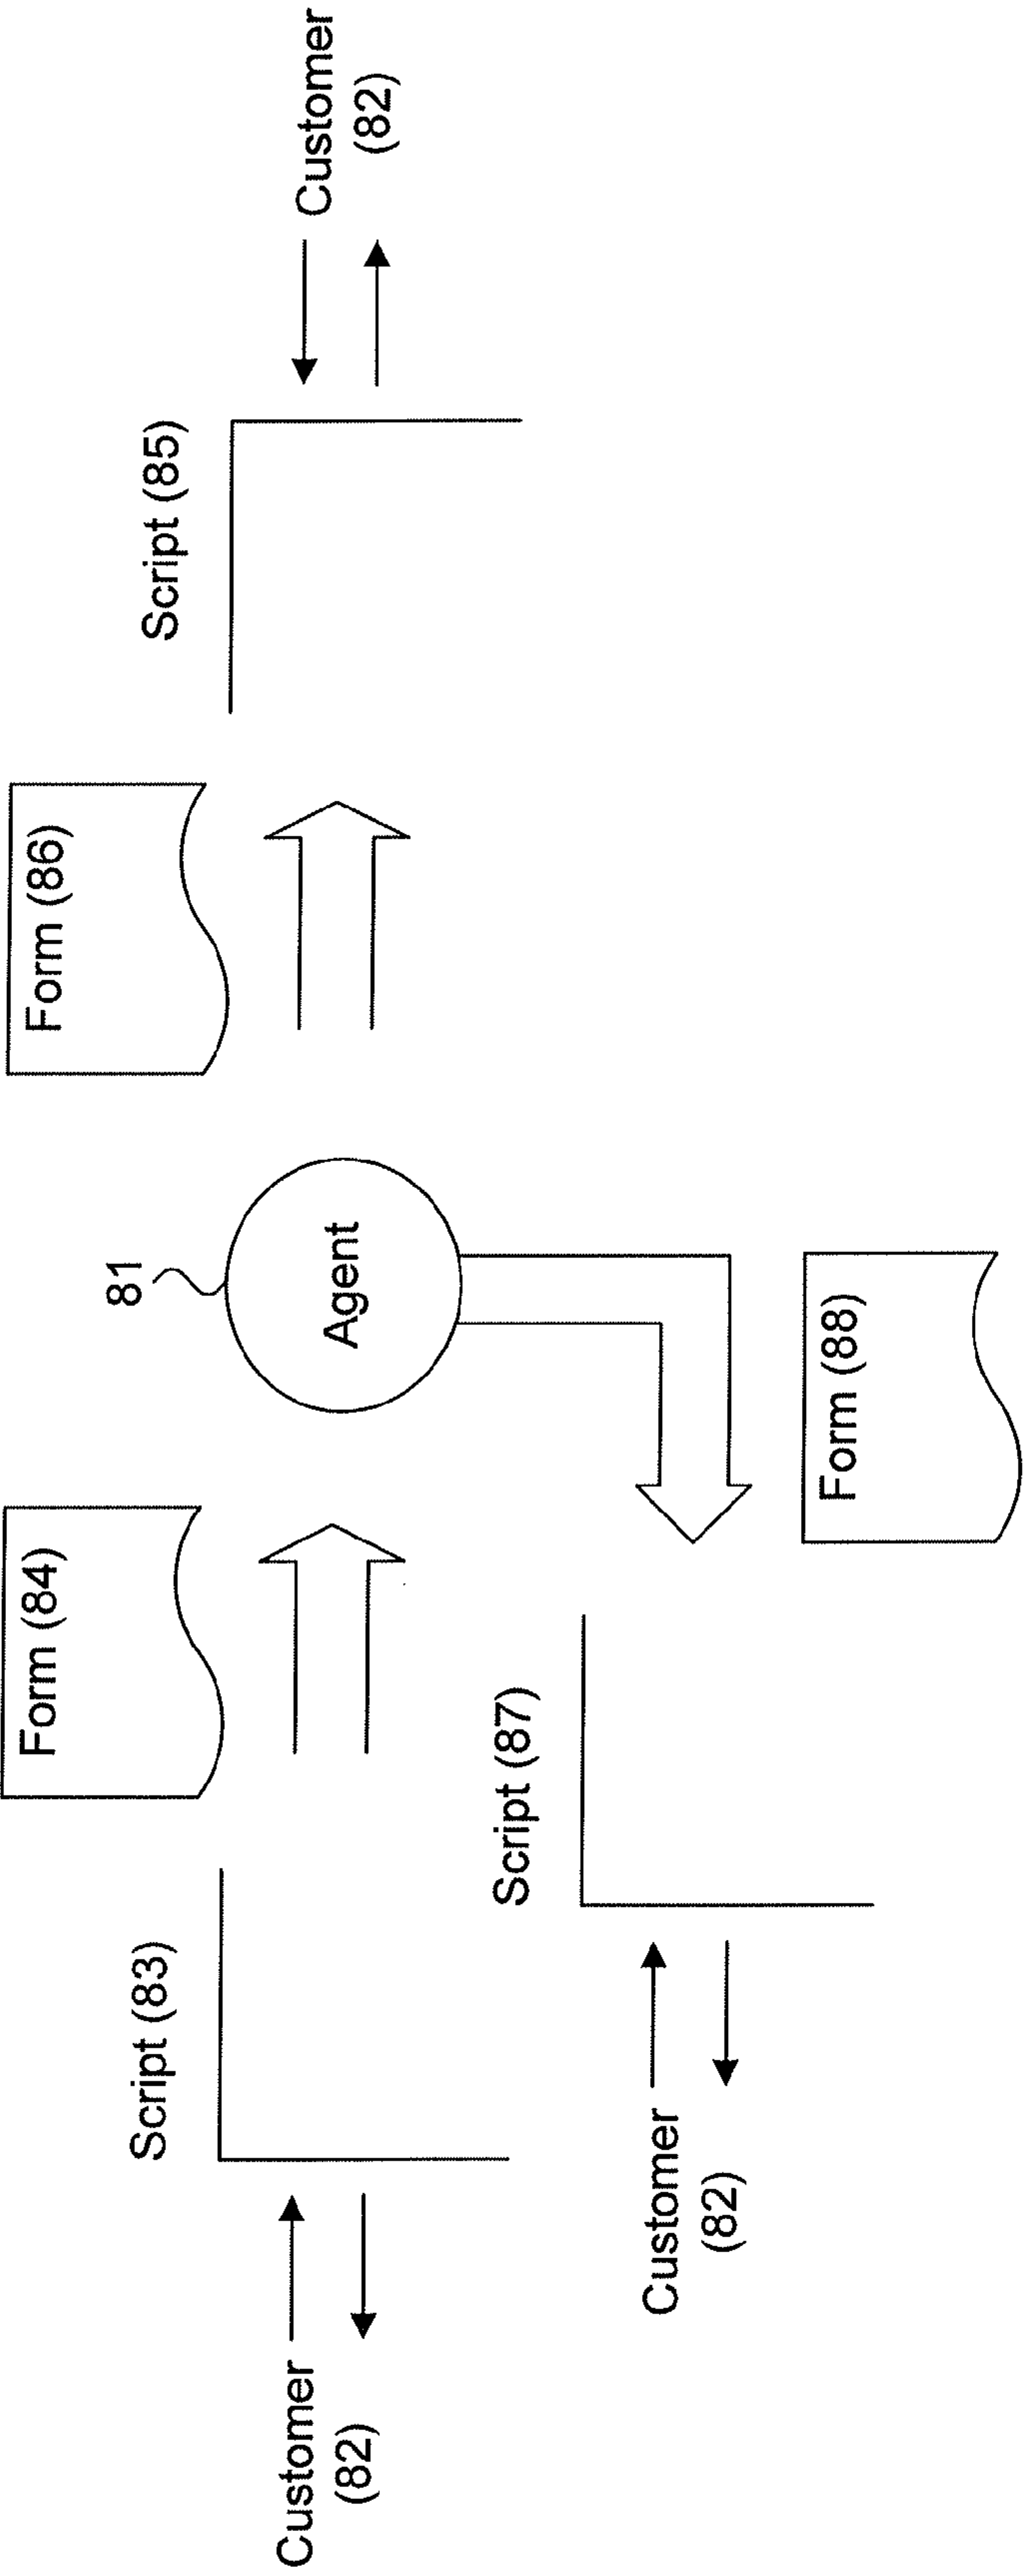 Customer
(82)
Script (83)
Form (84)
81
Agent
Form (86)
Script (85)
Customer
(82)
Customer
(82)
Script (87)
Form (88)